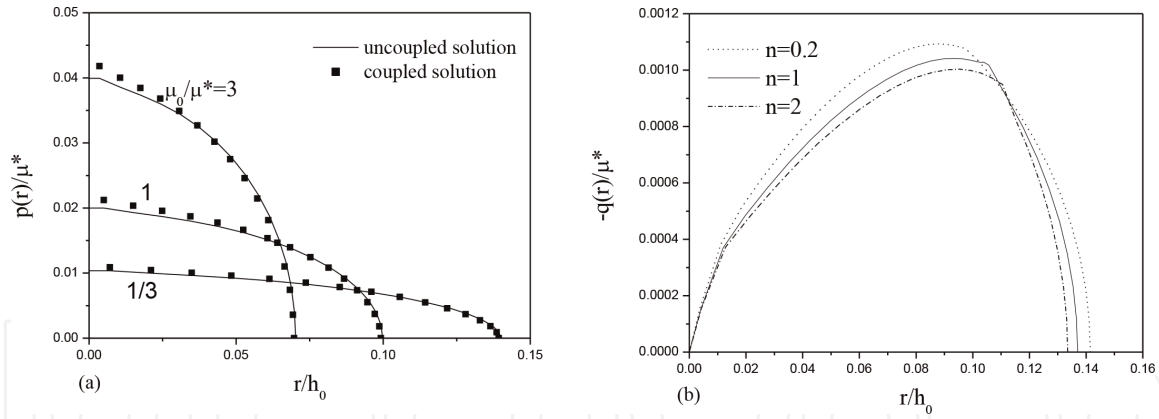 0.05
0.04
0.03
0.02
0.01
0.00
p(r)/μ*
uncoupled solution
coupled solution
μ0/μ*=3
1
1/3
0.00 0.05 0.10 0.15
(a) r/h0
0.0012
0.0010
0.0008
0.0006
0.0004
0.0002
0.0000
-q(r)/μ*
n=0.2
n=1
n=2
0.00 0.02 0.04 0.06 0.08 0.10 0.12 0.14 0.16
(b) r/h0